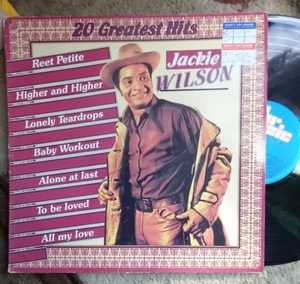 20 Greatest Hits
Jackie
WILSON
Reet Petite
Higher and Higher
Lonely Teardrops
Baby Workout
Alone at last
To be loved
All my love